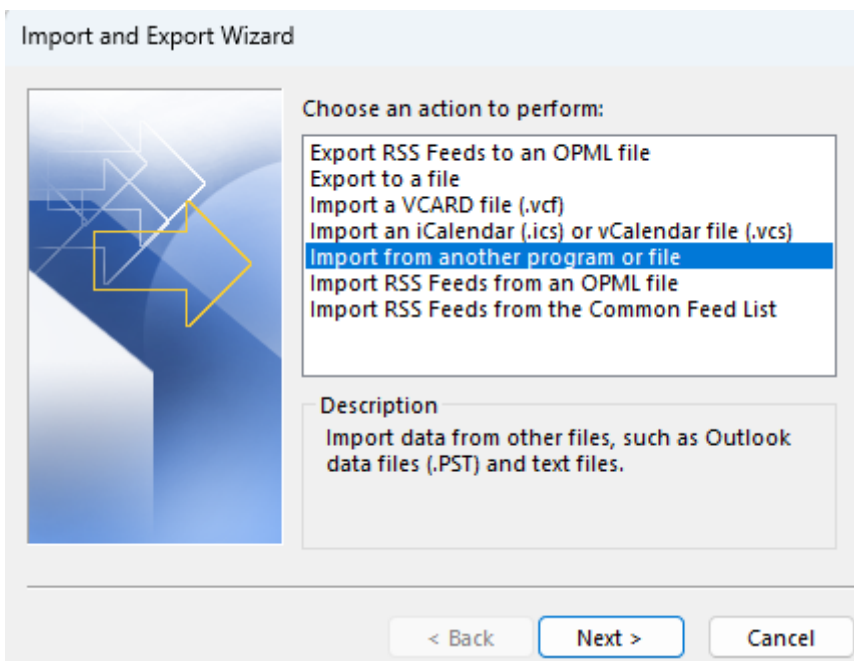 Import and Export Wizard
Choose an action to perform:
Export RSS Feeds to an OPML file
Export to a file
Import a VCARD file (.vcf)
Import an iCalendar (.ics) or vCalendar file (.vcs)
Import from another program or file
Import RSS Feeds from an OPML file
Import RSS Feeds from the Common Feed List
Description
Import data from other files, such as Outlook
data files (.PST) and text files.
< Back
Next >
Cancel